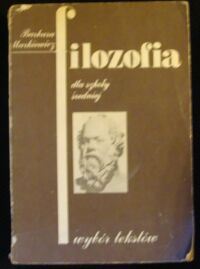 Barbara
Markiewicz
filozofia
dla szkoły
średniej
wybór tekstów